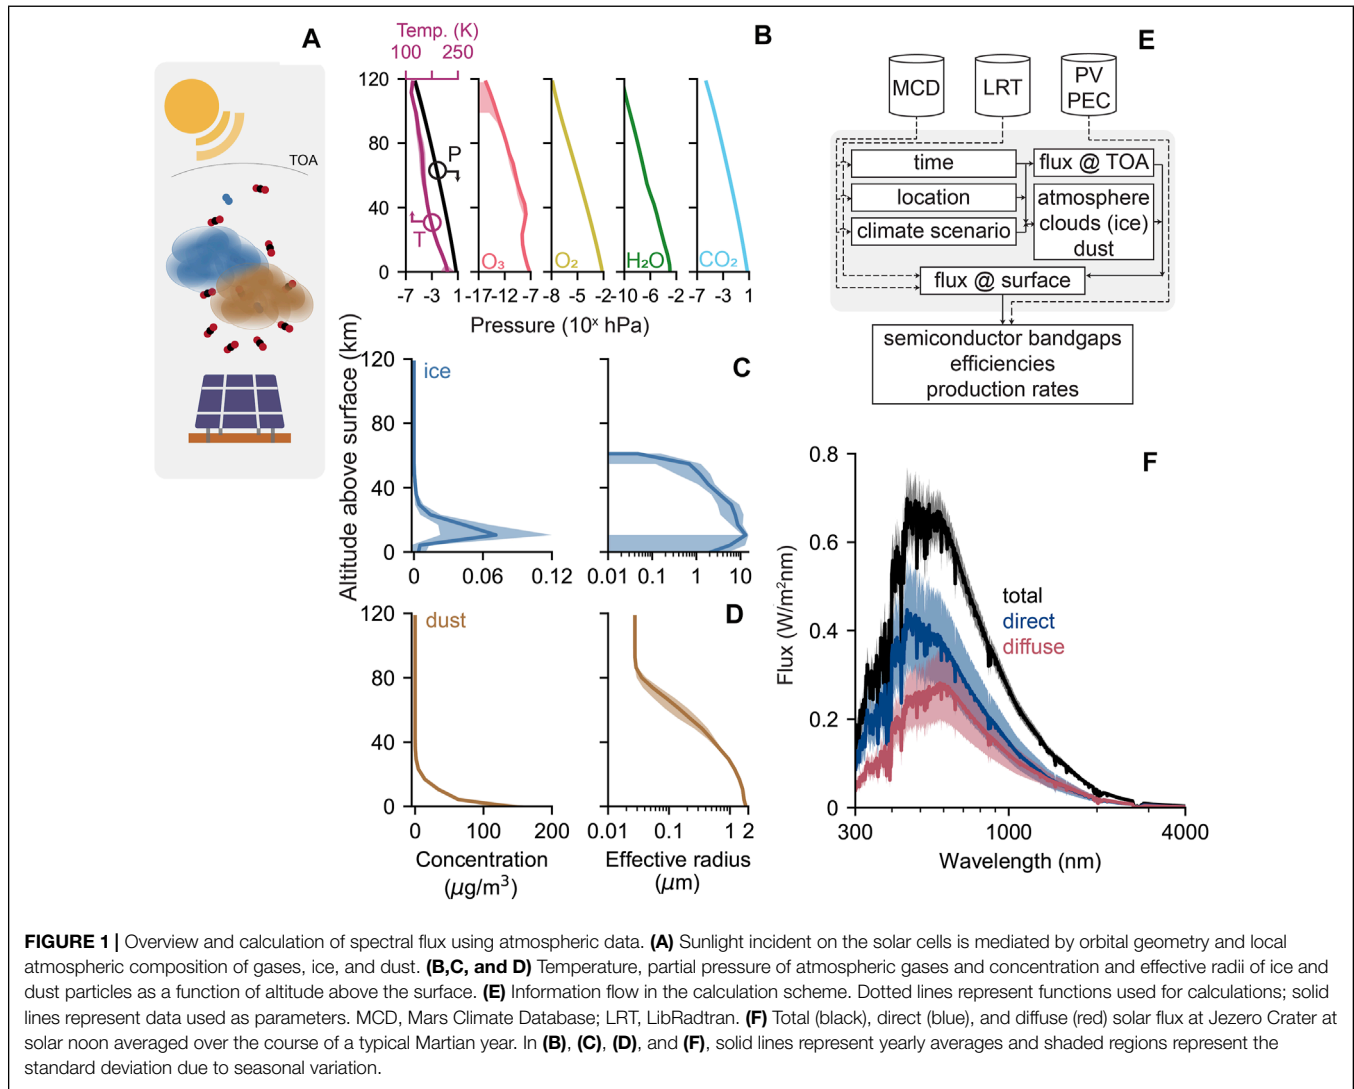 A
TOA
B
Temp. (K)
100 250
120
80
40
0
P
T
O₃
O₂
H₂O
CO₂
-7 -3 1
-17 -12 -7
-8 -5 -2
-10 -6 -2
-7 -3 1
Pressure (10ˣ hPa)
Altitude above surface (km)
C
ice
120
80
40
0
0 0.06 0.12
0.01 0.1 1 10
D
dust
120
80
40
0
0 100 200
0.01 0.1 1 2
Concentration
(μg/m³)
Effective radius
(μm)
E
MCD
LRT
PV
PEC
time
location
climate scenario
flux @ TOA
atmosphere
clouds (ice)
dust
flux @ surface
semiconductor bandgaps
efficiencies
production rates
F
0.8
0.6
0.4
0.2
0
Flux (W/m²nm)
total
direct
diffuse
300 1000 4000
Wavelength (nm)
FIGURE 1 | Overview and calculation of spectral flux using atmospheric data. (A) Sunlight incident on the solar cells is mediated by orbital geometry and local
atmospheric composition of gases, ice, and dust. (B,C, and D) Temperature, partial pressure of atmospheric gases and concentration and effective radii of ice and
dust particles as a function of altitude above the surface. (E) Information flow in the calculation scheme. Dotted lines represent functions used for calculations; solid
lines represent data used as parameters. MCD, Mars Climate Database; LRT, LibRadtran. (F) Total (black), direct (blue), and diffuse (red) solar flux at Jezero Crater at
solar noon averaged over the course of a typical Martian year. In (B), (C), (D), and (F), solid lines represent yearly averages and shaded regions represent the
standard deviation due to seasonal variation.